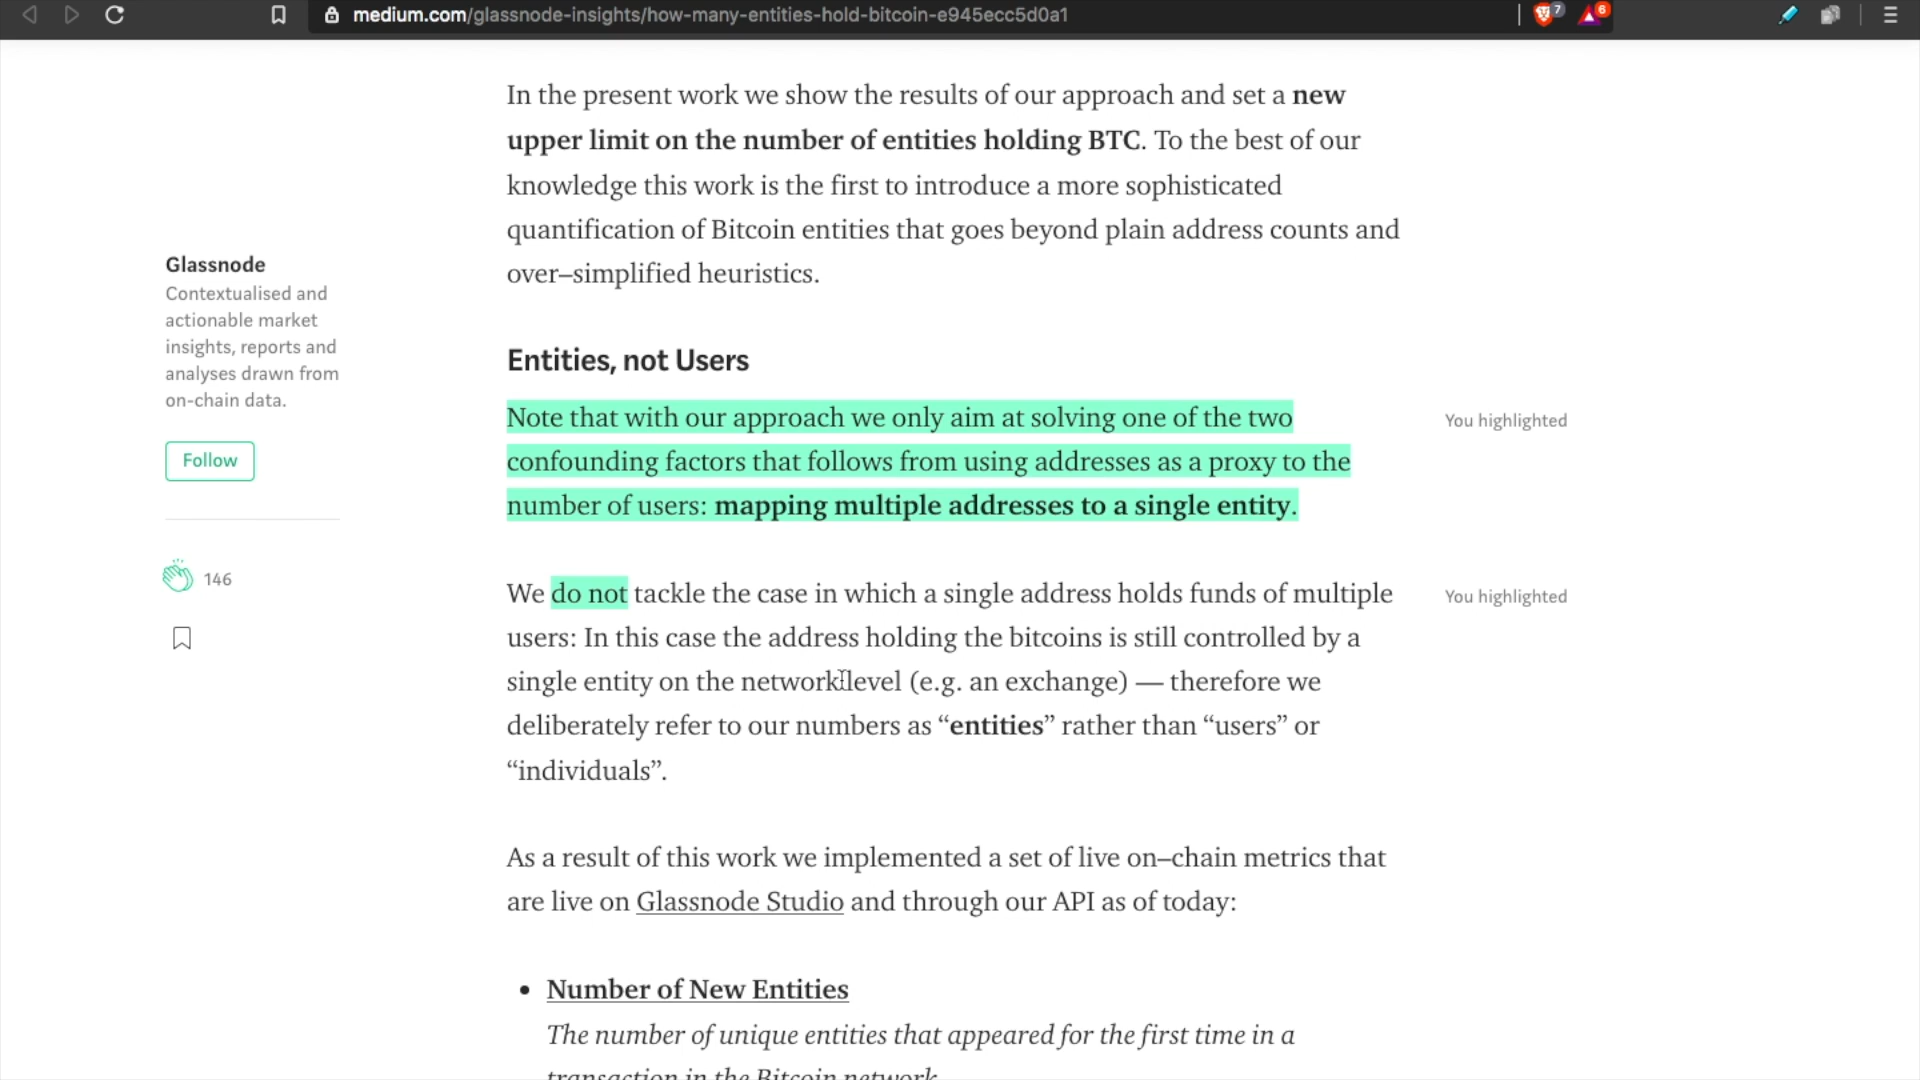 medium.com/glassnode-insights/how-many-entities-hold-bitcoin-e945ecc5d0a1
7
6
In the present work we show the results of our approach and set a new
upper limit on the number of entities holding BTC. To the best of our
knowledge this work is the first to introduce a more sophisticated
quantification of Bitcoin entities that goes beyond plain address counts and
over–simplified heuristics.
Glassnode
Contextualised and
actionable market
insights, reports and
analyses drawn from
on-chain data.
Follow
146
Entities, not Users
Note that with our approach we only aim at solving one of the two
confounding factors that follows from using addresses as a proxy to the
number of users: mapping multiple addresses to a single entity.
You highlighted
We do not tackle the case in which a single address holds funds of multiple
users: In this case the address holding the bitcoins is still controlled by a
single entity on the network level (e.g. an exchange) — therefore we
deliberately refer to our numbers as “entities” rather than “users” or
“individuals”.
You highlighted
As a result of this work we implemented a set of live on–chain metrics that
are live on Glassnode Studio and through our API as of today:
• Number of New Entities
The number of unique entities that appeared for the first time in a
transaction in the Bitcoin network.